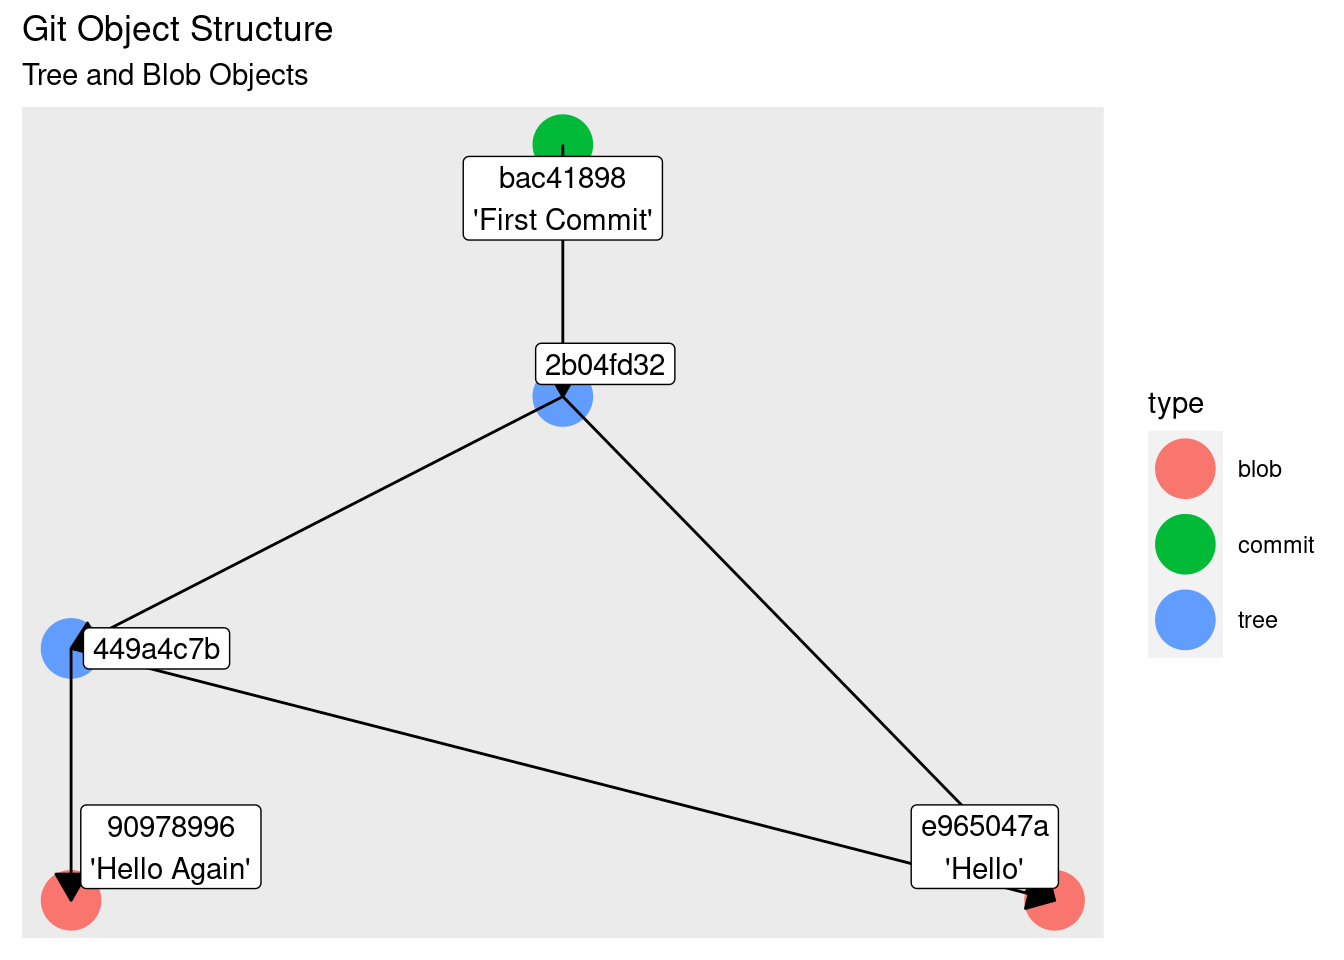 Git Object Structure
Tree and Blob Objects
bac41898
'First Commit'
2b04fd32
449a4c7b
90978996
'Hello Again'
e965047a
'Hello'
type
blob
commit
tree